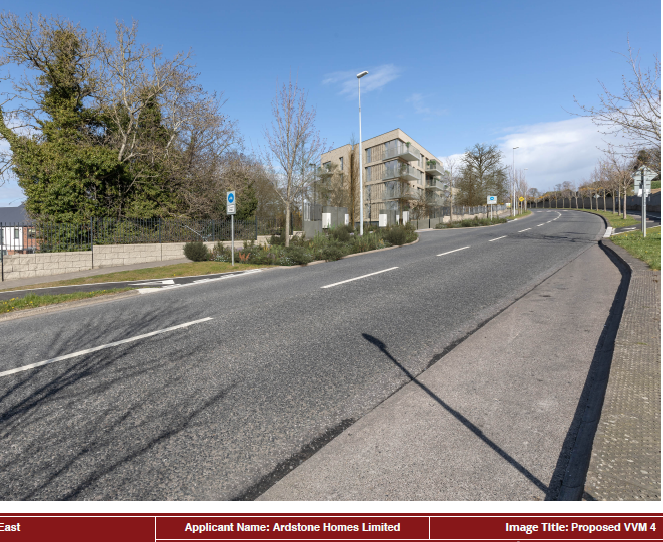 East
Applicant Name: Ardstone Homes Limited
Image Title: Proposed VVM 4